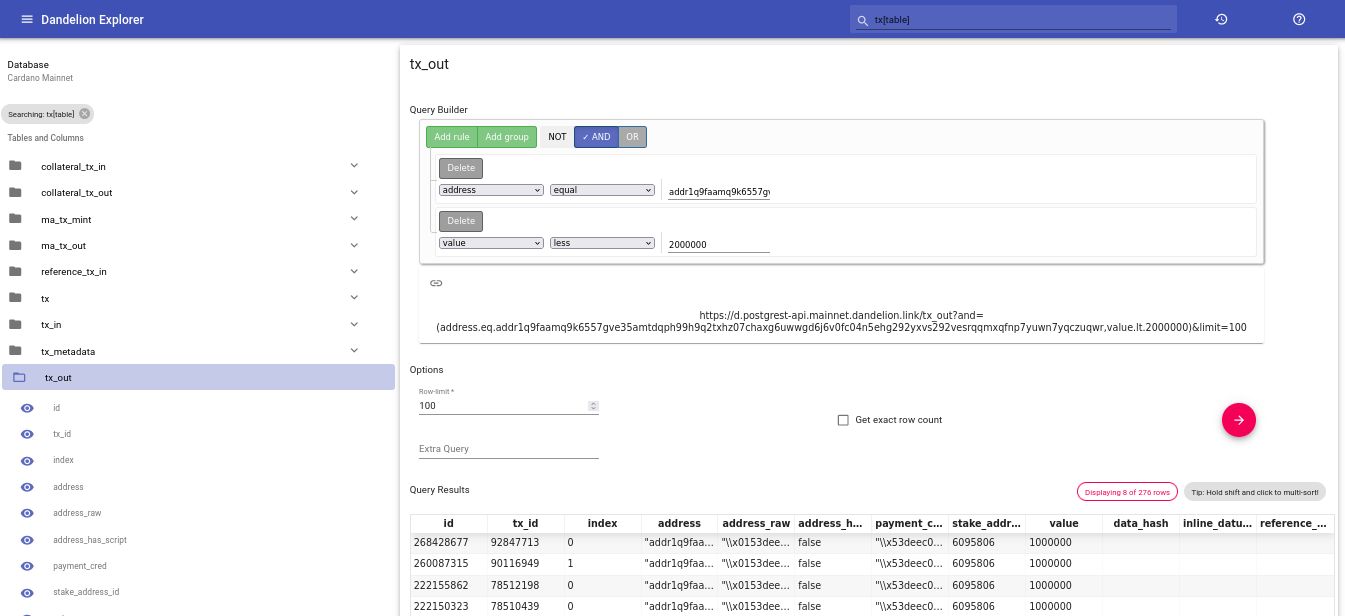 Dandelion Explorer
tx[table]
Database
Cardano Mainnet
Searching: tx[table]
Tables and Columns
collateral_tx_in
collateral_tx_out
ma_tx_mint
ma_tx_out
reference_tx_in
tx
tx_in
tx_metadata
tx_out
id
tx_id
index
address
address_raw
address_has_script
payment_cred
stake_address_id
tx_out
Query Builder
Add rule Add group NOT ✓ AND OR
Delete
address equal addr1q9faamq9k6557gv
Delete
value less 2000000
https://d.postgrest-api.mainnet.dandelion.link/tx_out?and=
(address.eq.addr1q9faamq9k6557gve35amtdqph99h9q2txhz07chaxg6uwwgd6j6v0fc04n5ehg292yxvs292vesrqqmxqfnp7yuwn7yqczuqwr,value.lt.2000000)&limit=100
Options
Row-limit *
100
Get exact row count
Extra Query
Query Results
Displaying 8 of 276 rows
Tip: Hold shift and click to multi-sort!
id tx_id index address address_raw address_h... payment_c... stake_addr... value data_hash inline_datu... reference_...
268428677 92847713 0 "addr1q9faa... "\\x0153dee... false "\\x53deec0... 6095806 1000000
260087315 90116949 1 "addr1q9faa... "\\x0153dee... false "\\x53deec0... 6095806 1000000
222155862 78512198 0 "addr1q9faa... "\\x0153dee... false "\\x53deec0... 6095806 1000000
222150323 78510439 0 "addr1q9faa... "\\x0153dee... false "\\x53deec0... 6095806 1000000